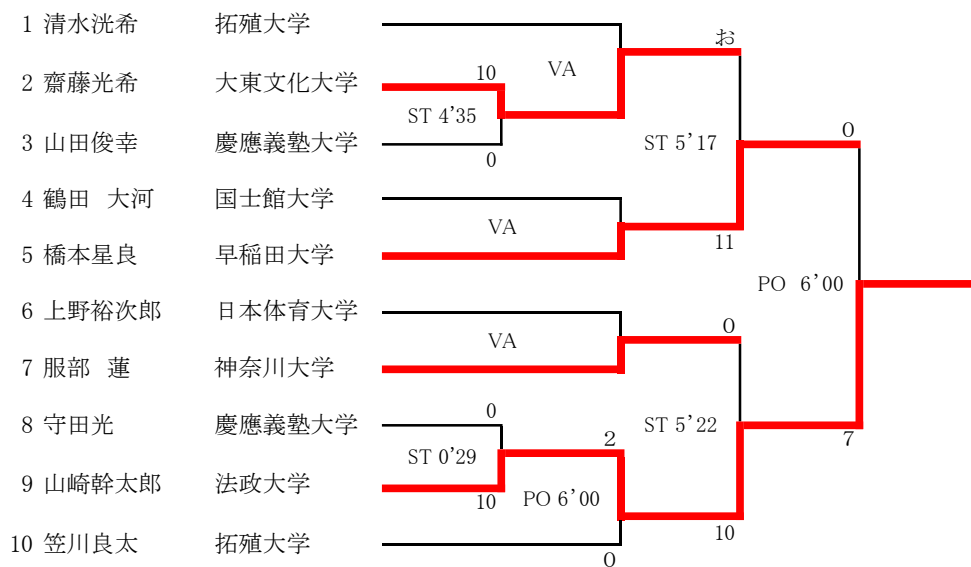 1 清水洸希 拓殖大学
お
10 VA
2 齋藤光希 大東文化大学
ST 4'35
0
ST 5'17
3 山田俊幸 慶應義塾大学
0
4 鶴田 大河 国士館大学
VA
11
5 橋本星良 早稲田大学
PO 6'00
6 上野裕次郎 日本体育大学
0
VA
7 服部 蓮 神奈川大学
0
8 守田光 慶應義塾大学
ST 5'22
2
7
ST 0'29
9 山崎幹太郎 法政大学
10
PO 6'00
10
10 笠川良太 拓殖大学
0